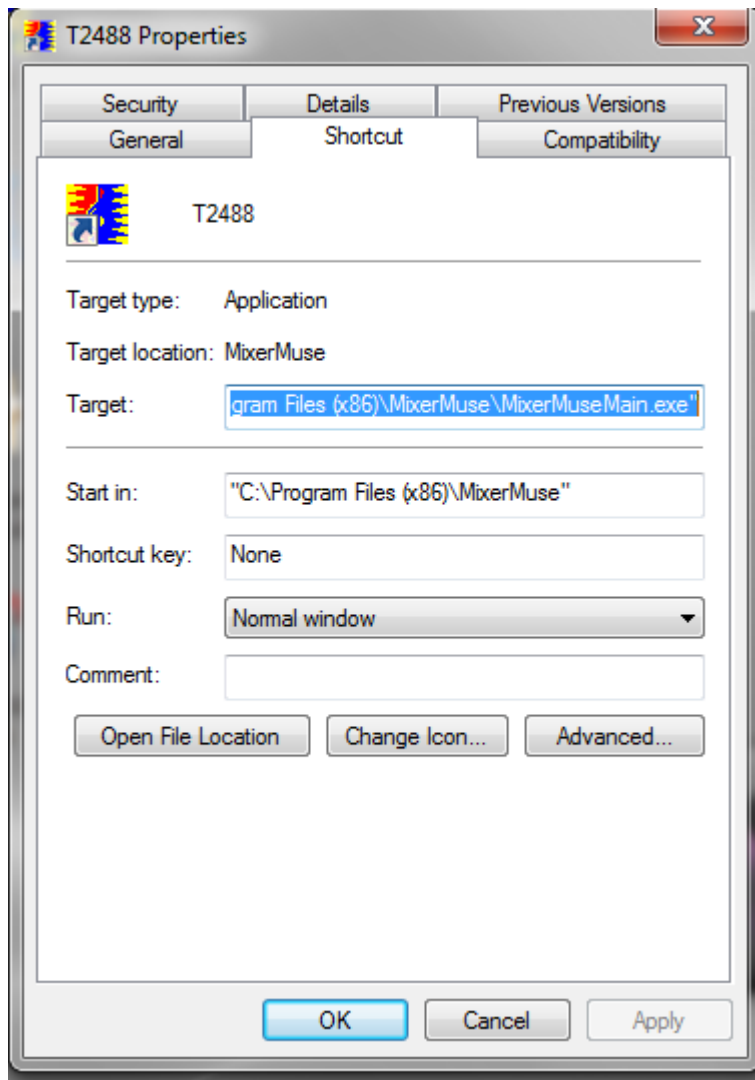 T2488 Properties
Security Details Previous Versions
General Shortcut Compatibility
T2488
Target type: Application
Target location: MixerMuse
Target: gram Files (x86)\MixerMuse\MixerMuseMain.exe"
Start in: "C:\Program Files (x86)\MixerMuse"
Shortcut key: None
Run: Normal window
Comment:
Open File Location Change Icon... Advanced...
OK Cancel Apply